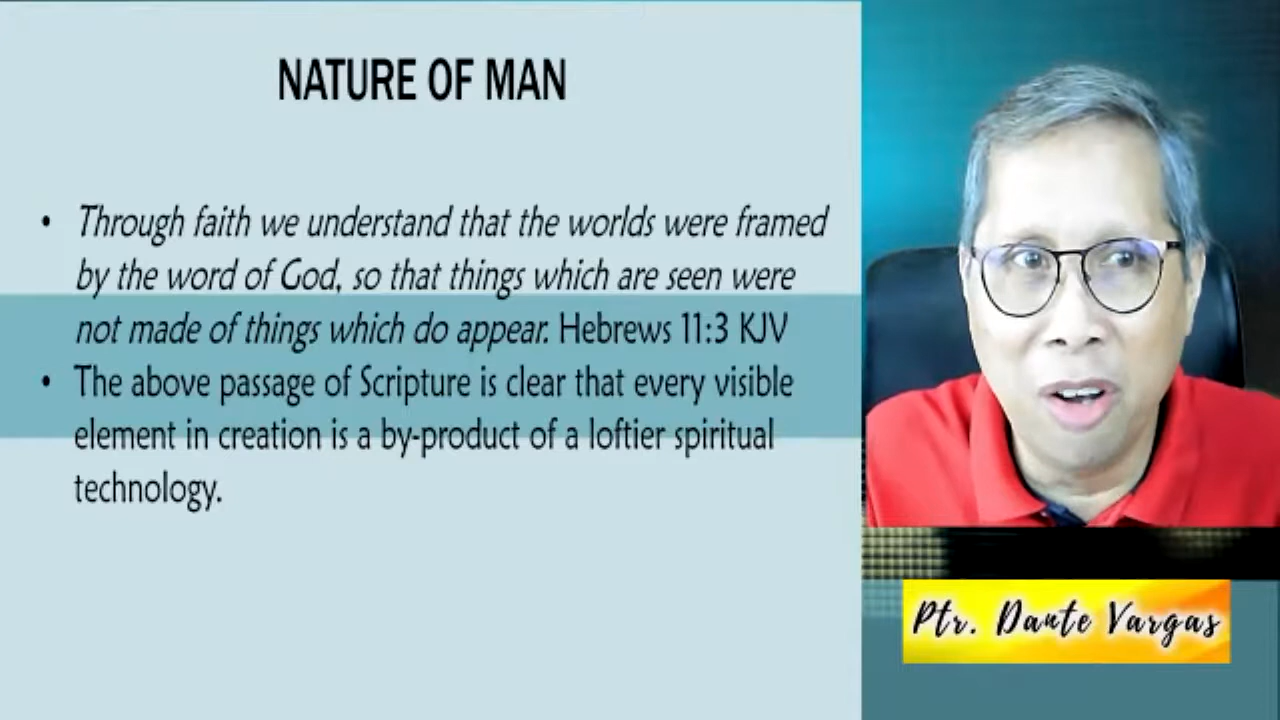 NATURE OF MAN
• Through faith we understand that the worlds were framed
by the word of God, so that things which are seen were
not made of things which do appear. Hebrews 11:3 KJV
• The above passage of Scripture is clear that every visible
element in creation is a by-product of a loftier spiritual
technology.
Ptr. Dante Vargas